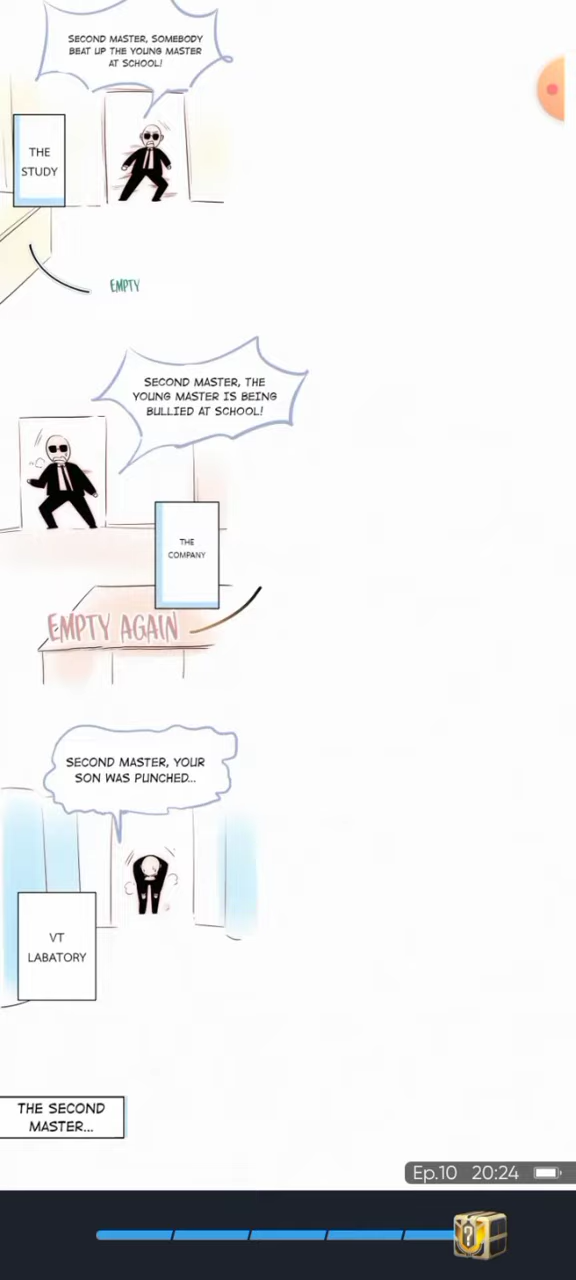 SECOND MASTER, SOMEBODY
BEAT UP THE YOUNG MASTER
AT SCHOOL!
THE
STUDY
EMPTY
SECOND MASTER, THE
YOUNG MASTER IS BEING
BULLIED AT SCHOOL!
THE
COMPANY
EMPTY AGAIN
SECOND MASTER, YOUR
SON WAS PUNCHED...
VT
LABATORY
THE SECOND
MASTER...
Ep.10 20:24
?